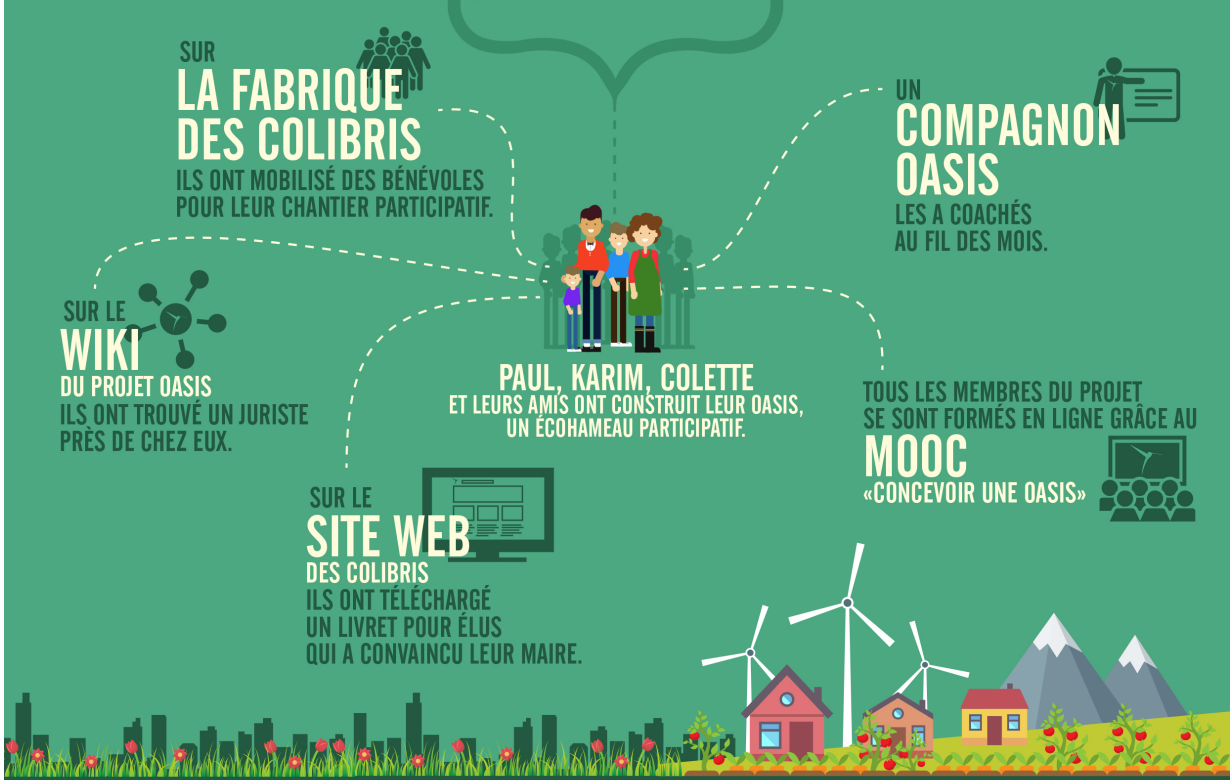 SUR
LA FABRIQUE
DES COLIBRIS
ILS ONT MOBILISÉ DES BÉNÉVOLES
POUR LEUR CHANTIER PARTICIPATIF.
UN
COMPAGNON
OASIS
LES A COACHÉS
AU FIL DES MOIS.
SUR LE
WIKI
DU PROJET OASIS
ILS ONT TROUVÉ UN JURISTE
PRÈS DE CHEZ EUX.
PAUL, KARIM, COLETTE
ET LEURS AMIS ONT CONSTRUIT LEUR OASIS,
UN ÉCOHAMEAU PARTICIPATIF.
TOUS LES MEMBRES DU PROJET
SE SONT FORMÉS EN LIGNE GRÂCE AU
MOOC
«CONCEVOIR UNE OASIS»
SUR LE
SITE WEB
DES COLIBRIS
ILS ONT TÉLÉCHARGÉ
UN LIVRET POUR ÉLUS
QUI A CONVAINCU LEUR MAIRE.